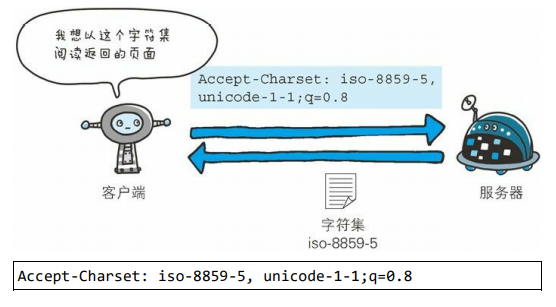 我想以这个字符集
阅读返回的页面
Accept-Charset: iso-8859-5,
unicode-1-1;q=0.8
客户端
服务器
字符集
iso-8859-5
Accept-Charset: iso-8859-5, unicode-1-1;q=0.8